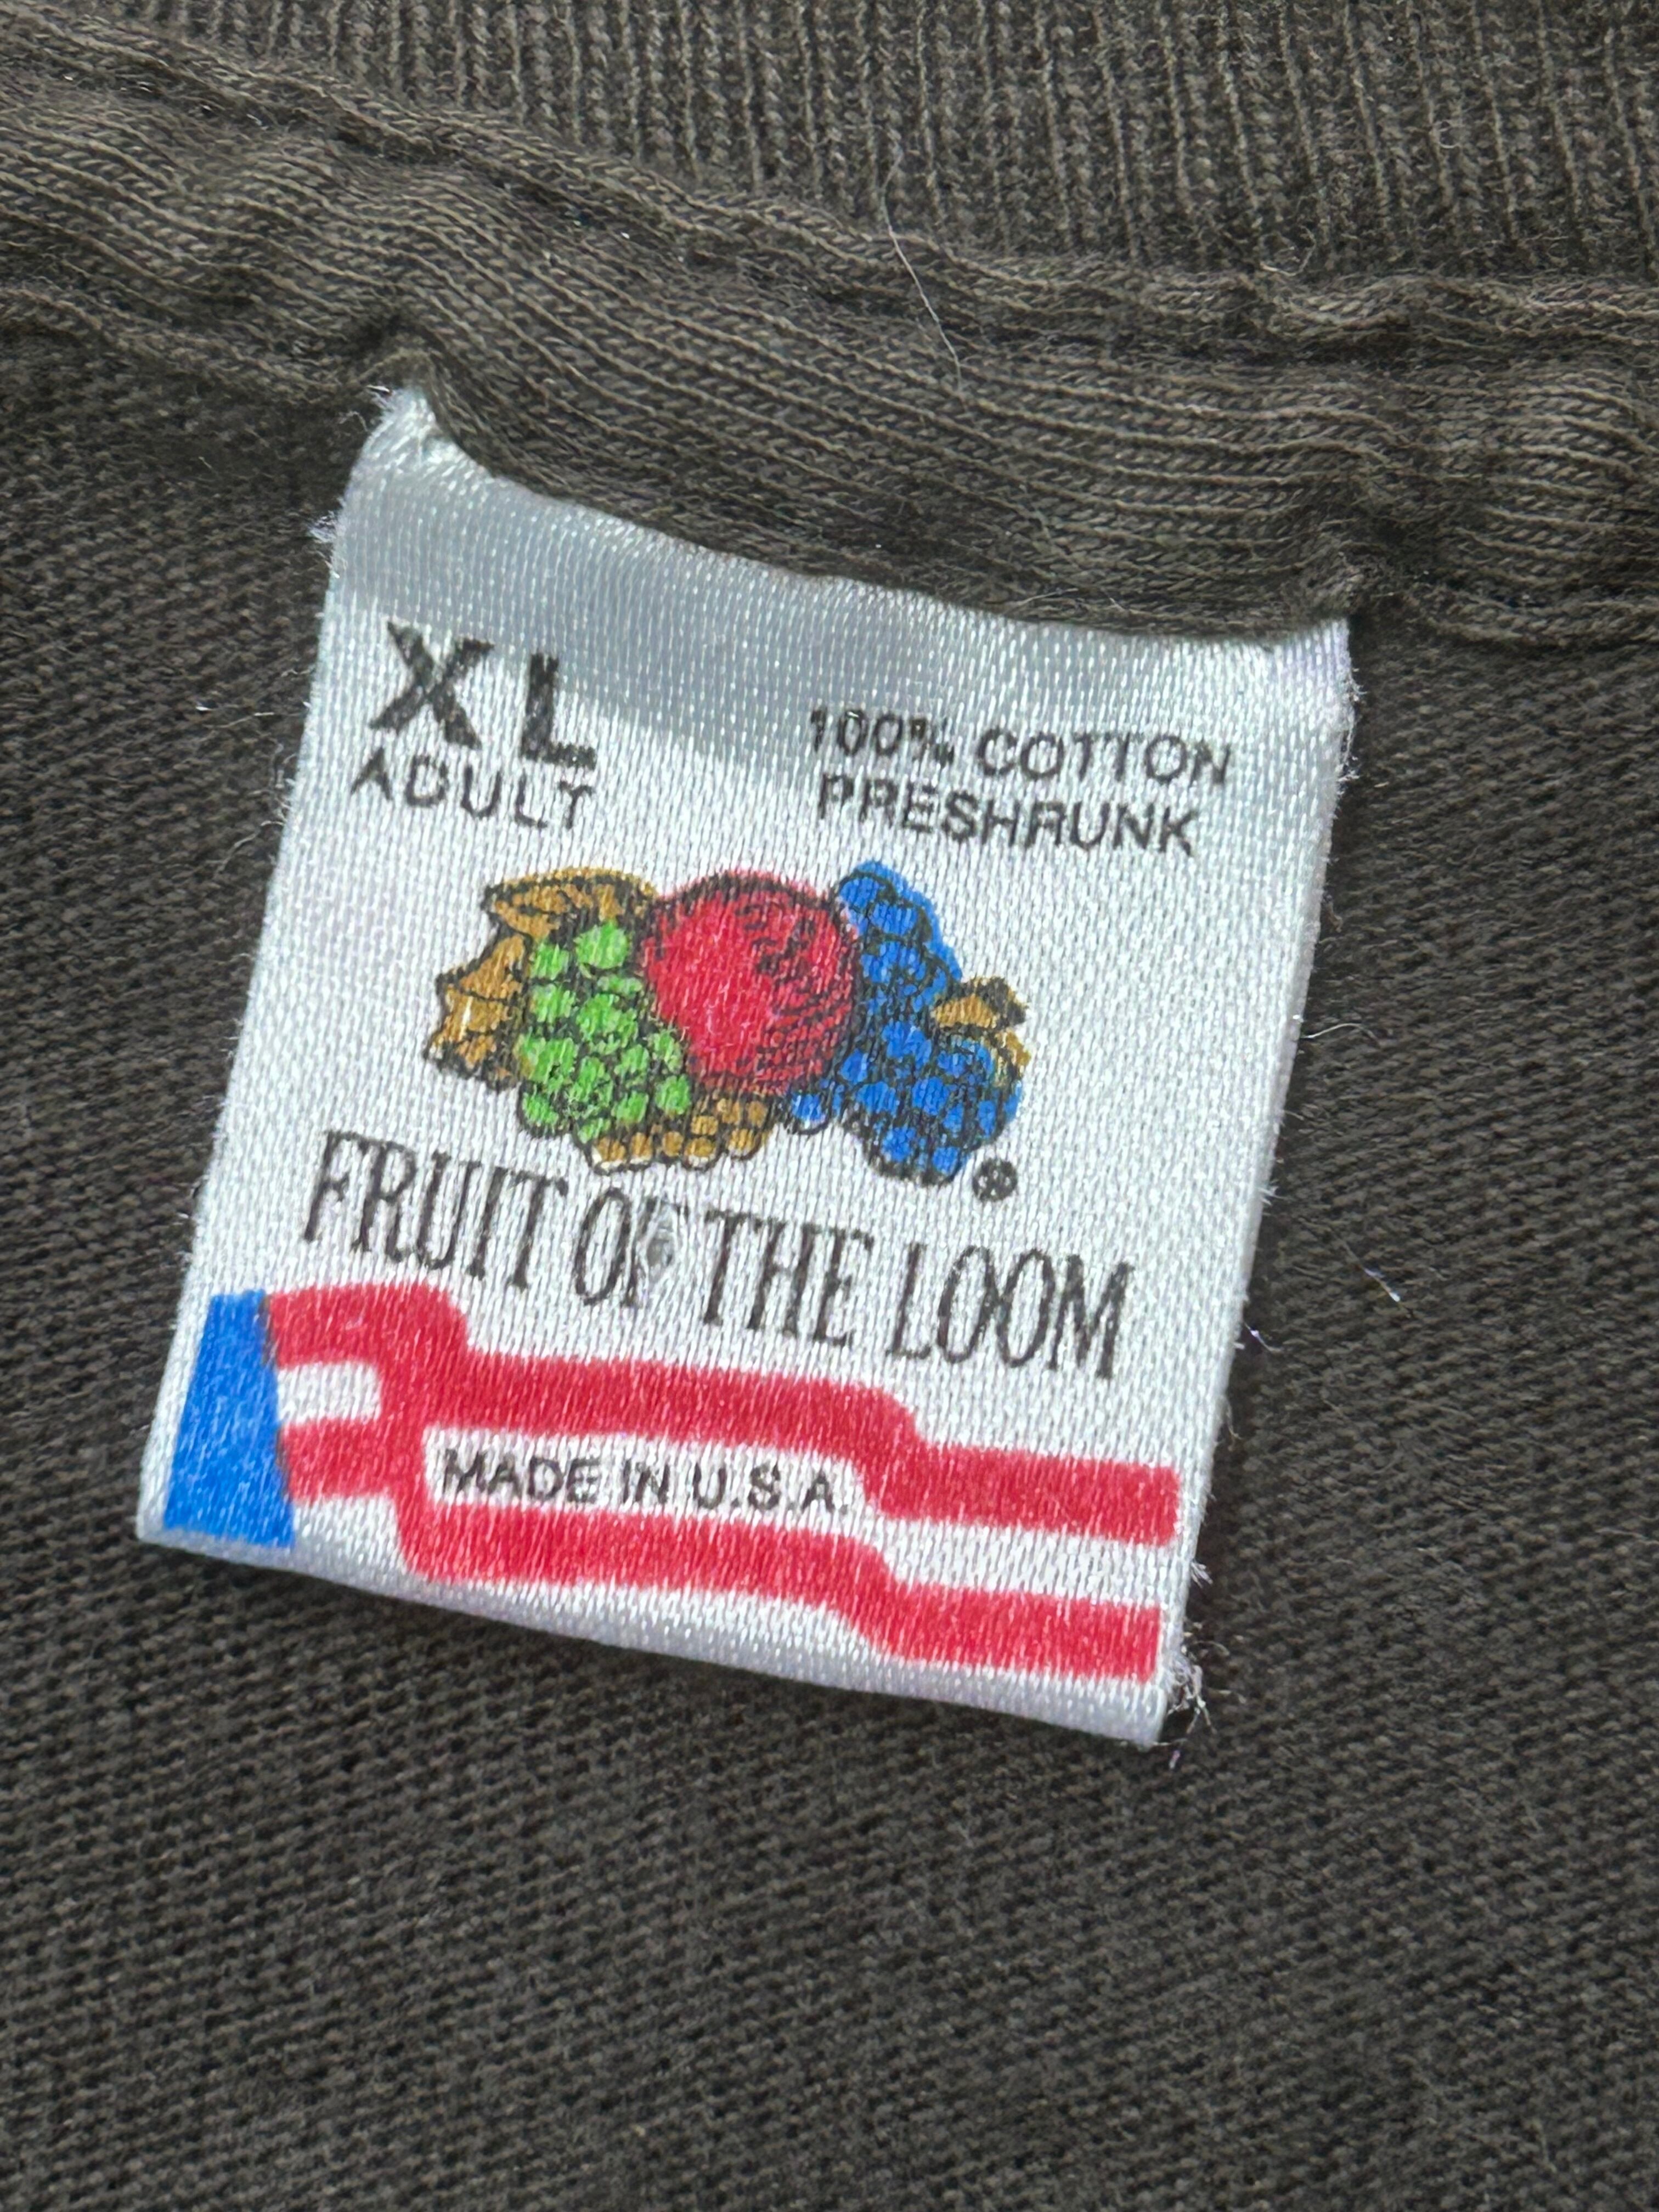 XL
ADULT
100% COTTON
PRESHRUNK
®
FRUIT OF THE LOOM
MADE IN U.S.A.